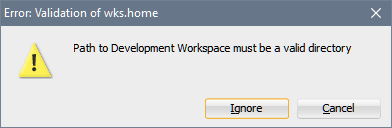 Error: Validation of wks.home
Path to Development Workspace must be a valid directory
Ignore
Cancel